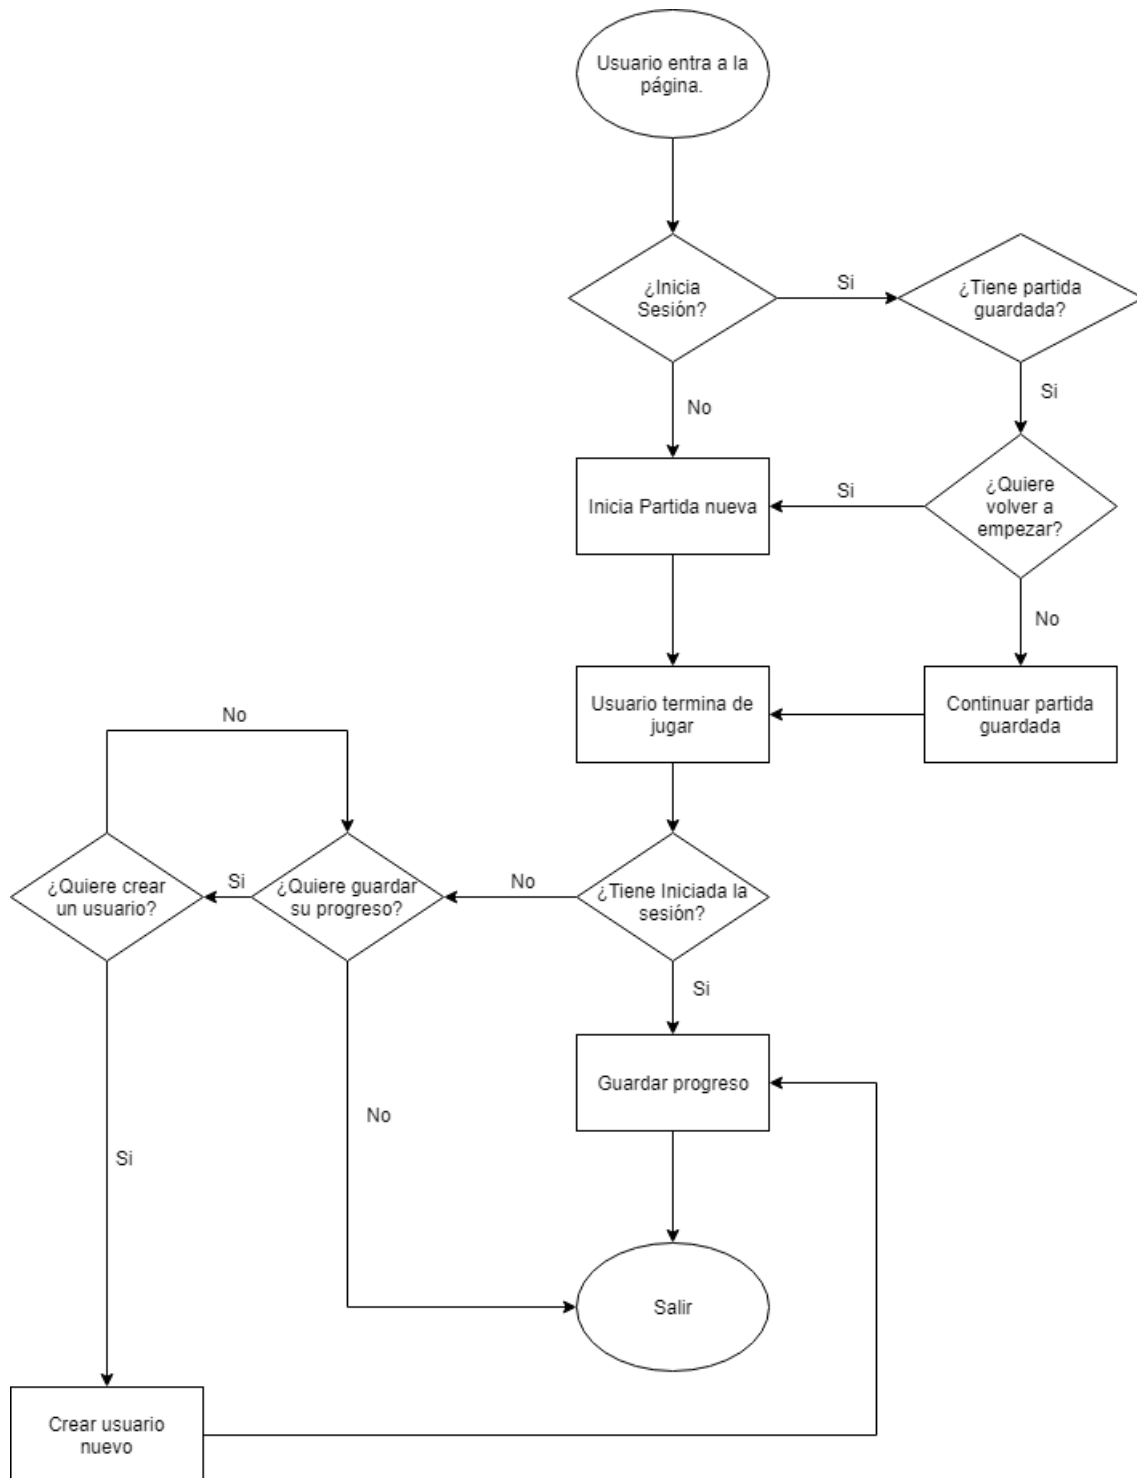 Usuario entra a la
página.
¿Inicia
Sesión?
Si
¿Tiene partida
guardada?
No
Si
Inicia Partida nueva
Si
¿Quiere
volver a
empezar?
No
Usuario termina de
jugar
Continuar partida
guardada
No
¿Quiere crear
un usuario?
Si
¿Quiere guardar
su progreso?
No
¿Tiene Iniciada la
sesión?
Si
Guardar progreso
No
Si
Salir
Crear usuario
nuevo